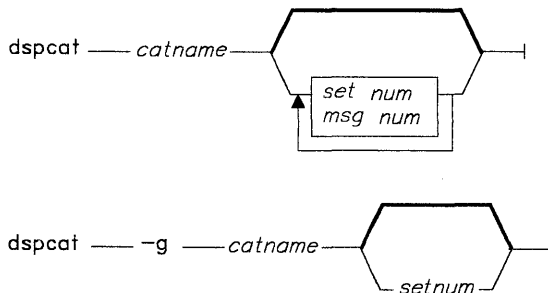 dspcat catname
set num
msg num
dspcat -g catname
setnum